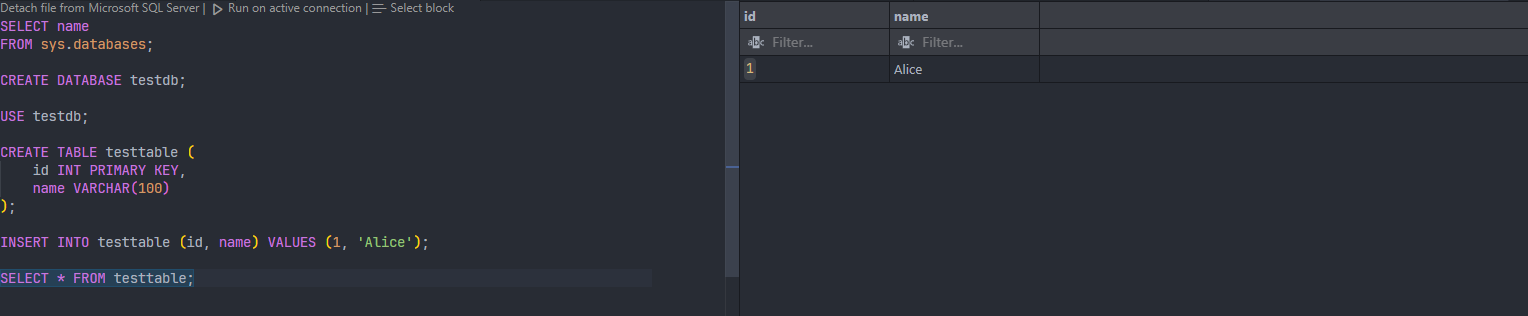 Detach file from Microsoft SQL Server | Run on active connection | Select block
SELECT name
FROM sys.databases;
CREATE DATABASE testdb;
USE testdb;
CREATE TABLE testtable (
    id INT PRIMARY KEY,
    name VARCHAR(100)
);
INSERT INTO testtable (id, name) VALUES (1, 'Alice');
SELECT * FROM testtable;
id name
abc Filter... abc Filter...
1 Alice